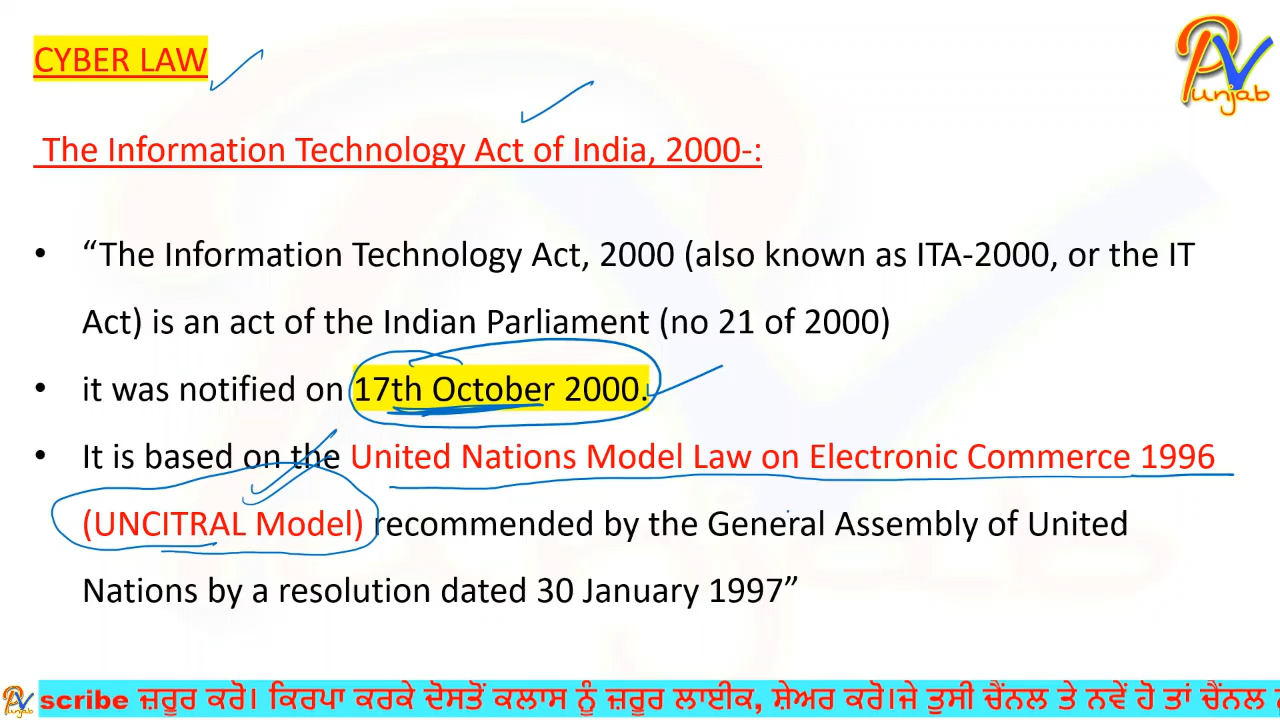 CYBER LAW
The Information Technology Act of India, 2000-:
• “The Information Technology Act, 2000 (also known as ITA-2000, or the IT
Act) is an act of the Indian Parliament (no 21 of 2000)
• it was notified on 17th October 2000.
• It is based on the United Nations Model Law on Electronic Commerce 1996
(UNCITRAL Model) recommended by the General Assembly of United
Nations by a resolution dated 30 January 1997”
PV
unjab
scribe ਜ਼ਰੂਰ ਕਰੋ। ਕਿਰਪਾ ਕਰਕੇ ਦੋਸਤੋਂ ਕਲਾਸ ਨੂੰ ਜ਼ਰੂਰ ਲਾਈਕ, ਸ਼ੇਅਰ ਕਰੋ।ਜੇ ਤੁਸੀ ਚੈਂਨਲ ਤੇ ਨਵੇਂ ਹੋ ਤਾਂ ਚੈਂਨਲ